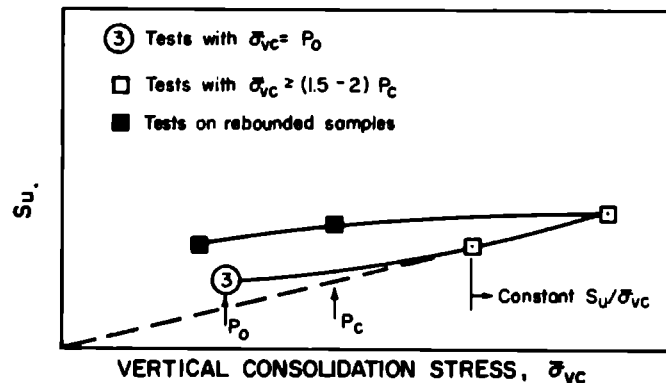 ③ Tests with σ̄vc = Po
Tests with σ̄vc ≥ (1.5 - 2) Pc
Tests on rebounded samples
Su.
③
Po
Pc
Constant Su/σ̄vc
VERTICAL CONSOLIDATION STRESS, σ̄vc